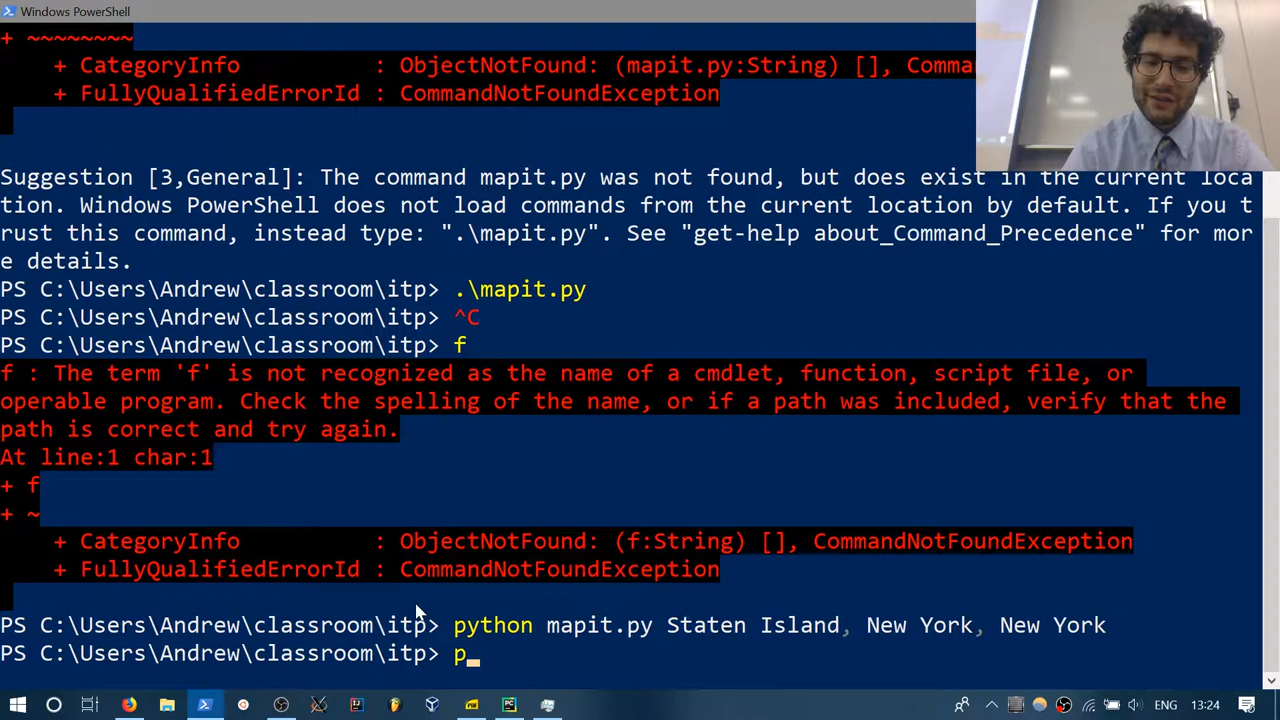 Windows PowerShell
+ ~~~~~~~~
+ CategoryInfo : ObjectNotFound: (mapit.py:String) [], Comma
+ FullyQualifiedErrorId : CommandNotFoundException
Suggestion [3,General]: The command mapit.py was not found, but does exist in the current loca
tion. Windows PowerShell does not load commands from the current location by default. If you t
rust this command, instead type: ".\mapit.py". See "get-help about_Command_Precedence" for mor
e details.
PS C:\Users\Andrew\classroom\itp> .\mapit.py
PS C:\Users\Andrew\classroom\itp> ^C
PS C:\Users\Andrew\classroom\itp> f
f : The term 'f' is not recognized as the name of a cmdlet, function, script file, or
operable program. Check the spelling of the name, or if a path was included, verify that the
path is correct and try again.
At line:1 char:1
+ f
+ ~
+ CategoryInfo : ObjectNotFound: (f:String) [], CommandNotFoundException
+ FullyQualifiedErrorId : CommandNotFoundException
PS C:\Users\Andrew\classroom\itp> python mapit.py Staten Island, New York, New York
PS C:\Users\Andrew\classroom\itp> p_
ENG 13:24